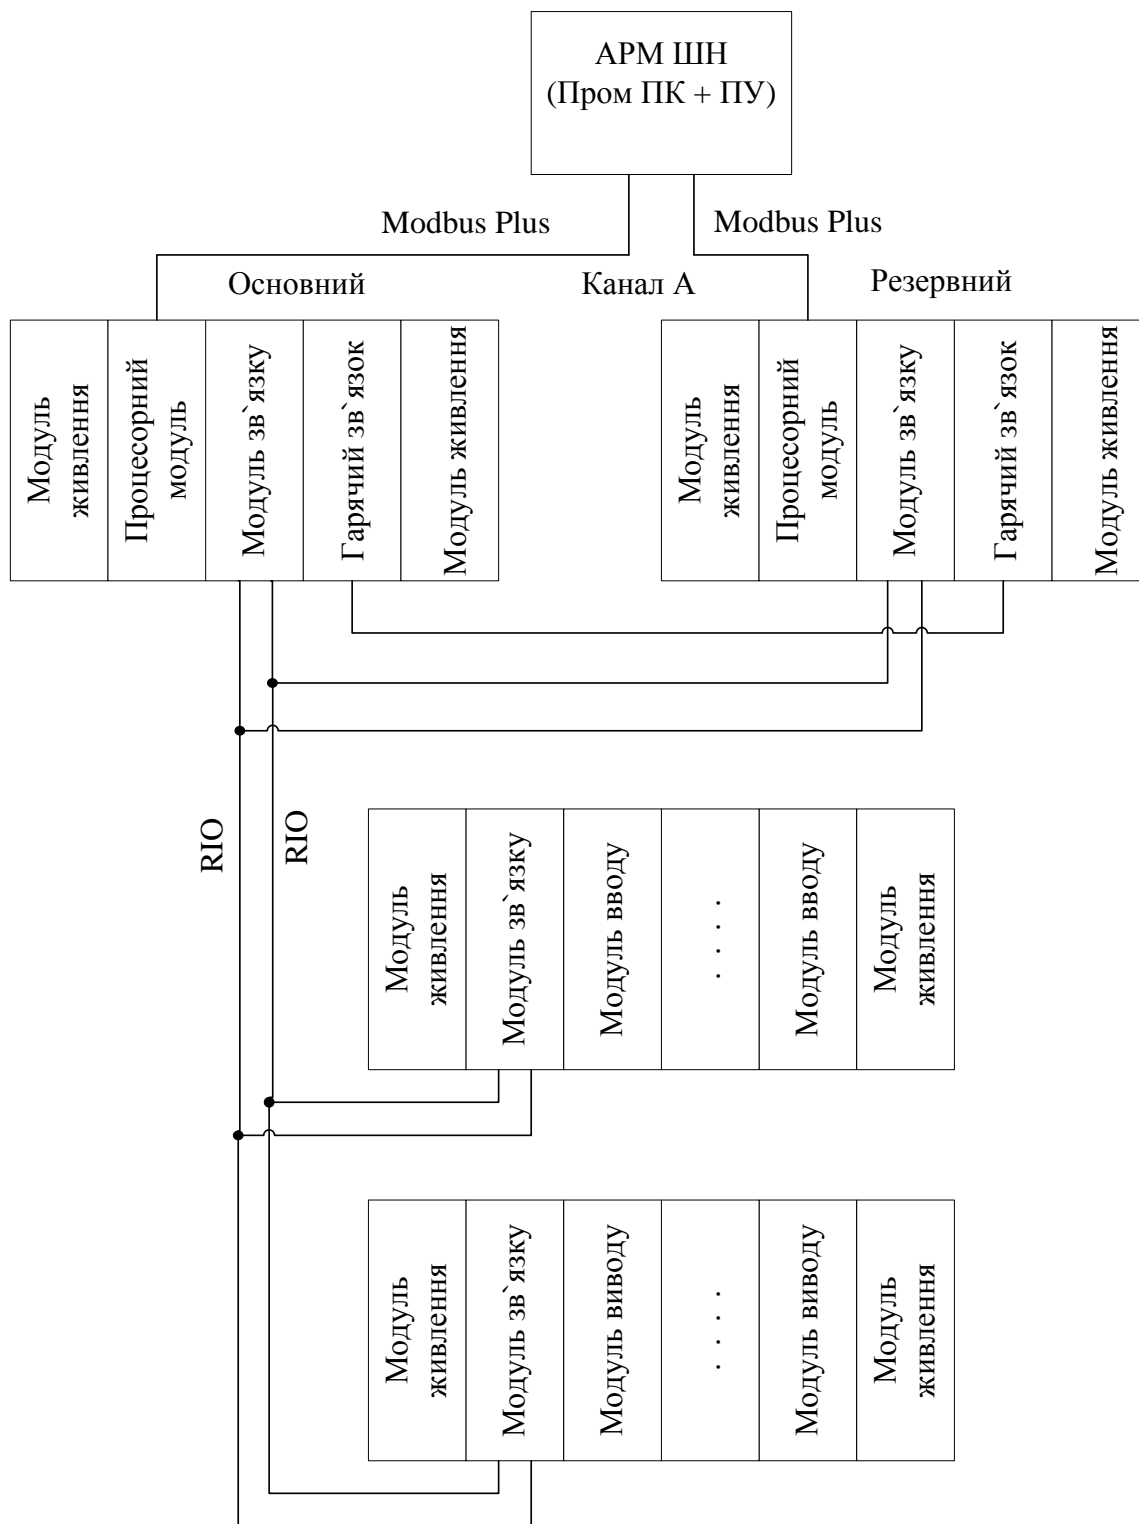 АРМ ШН
(Пром ПК + ПУ)
Modbus Plus
Modbus Plus
Основний
Канал А
Резервний
Модуль
живлення
Процесорний
модуль
Модуль зв`язку
Гарячий зв`язок
Модуль живлення
Модуль
живлення
Процесорний
модуль
Модуль зв`язку
Гарячий зв`язок
Модуль живлення
RIO
RIO
Модуль
живлення
Модуль зв`язку
Модуль вводу
. . . .
Модуль вводу
Модуль
живлення
Модуль
живлення
Модуль зв`язку
Модуль виводу
. . . .
Модуль виводу
Модуль
живлення